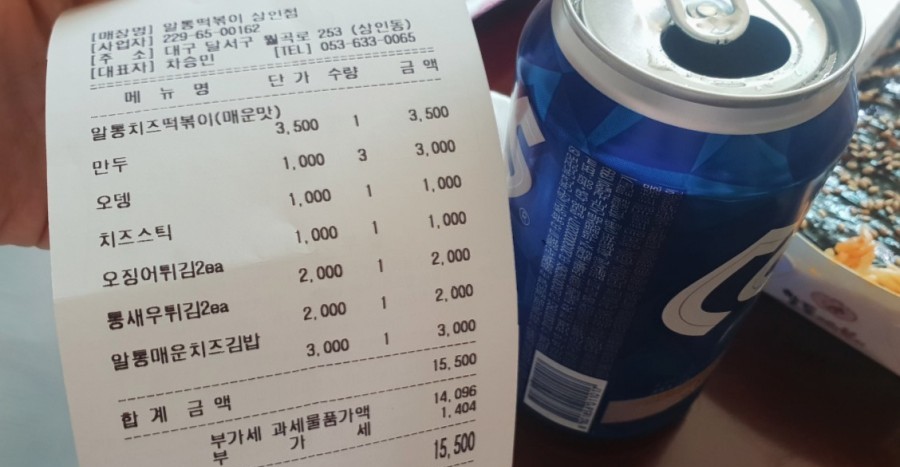 [매장명] 알통떡볶이 상인점
[사업자] 229-65-00162
[주 소] 대구 달서구 월곡로 253 (상인동)
[대표자] 차승민 [TEL] 053-633-0065
메 뉴 명 단 가 수량 금 액
알통치즈떡볶이(매운맛)
3,500 1 3,500
만두 1,000 3 3,000
오뎅 1,000 1 1,000
치즈스틱 1,000 1 1,000
오징어튀김2ea 2,000 1 2,000
통새우튀김2ea 2,000 1 2,000
알통매운치즈김밥 3,000 1 3,000
합 계 금 액 15,500
부가세 과세물품가액 14,096
부 가 세 1,404
15,500